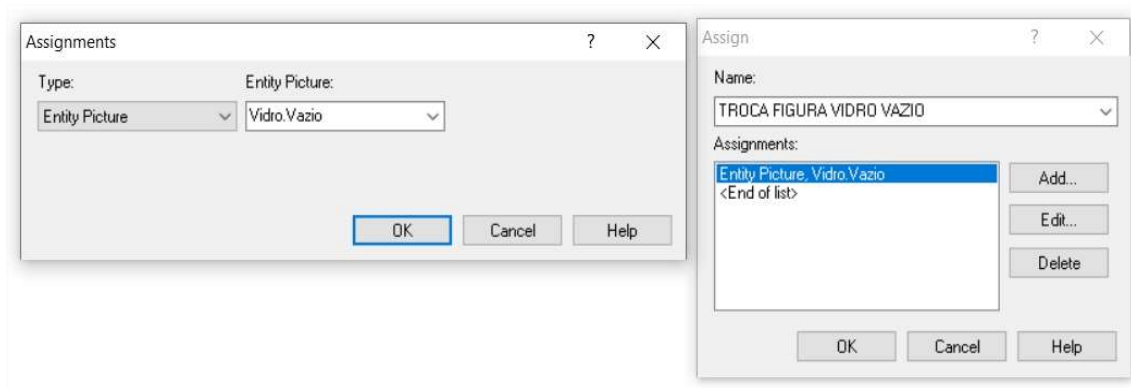 Assignments ? ×
Type: Entity Picture:
Entity Picture Vidro.Vazio
OK Cancel Help
Assign ? ×
Name:
TROCA FIGURA VIDRO VAZIO
Assignments:
Entity Picture, Vidro.Vazio
<End of list>
Add...
Edit...
Delete
OK Cancel Help